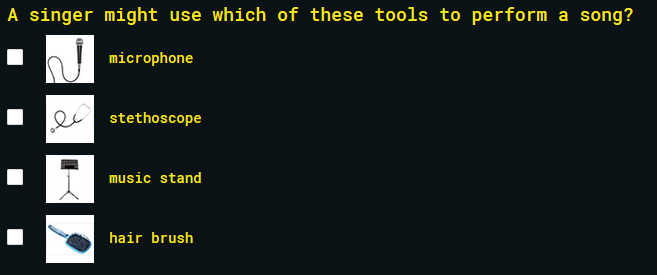 A singer might use which of these tools to perform a song?
microphone
stethoscope
music stand
hair brush